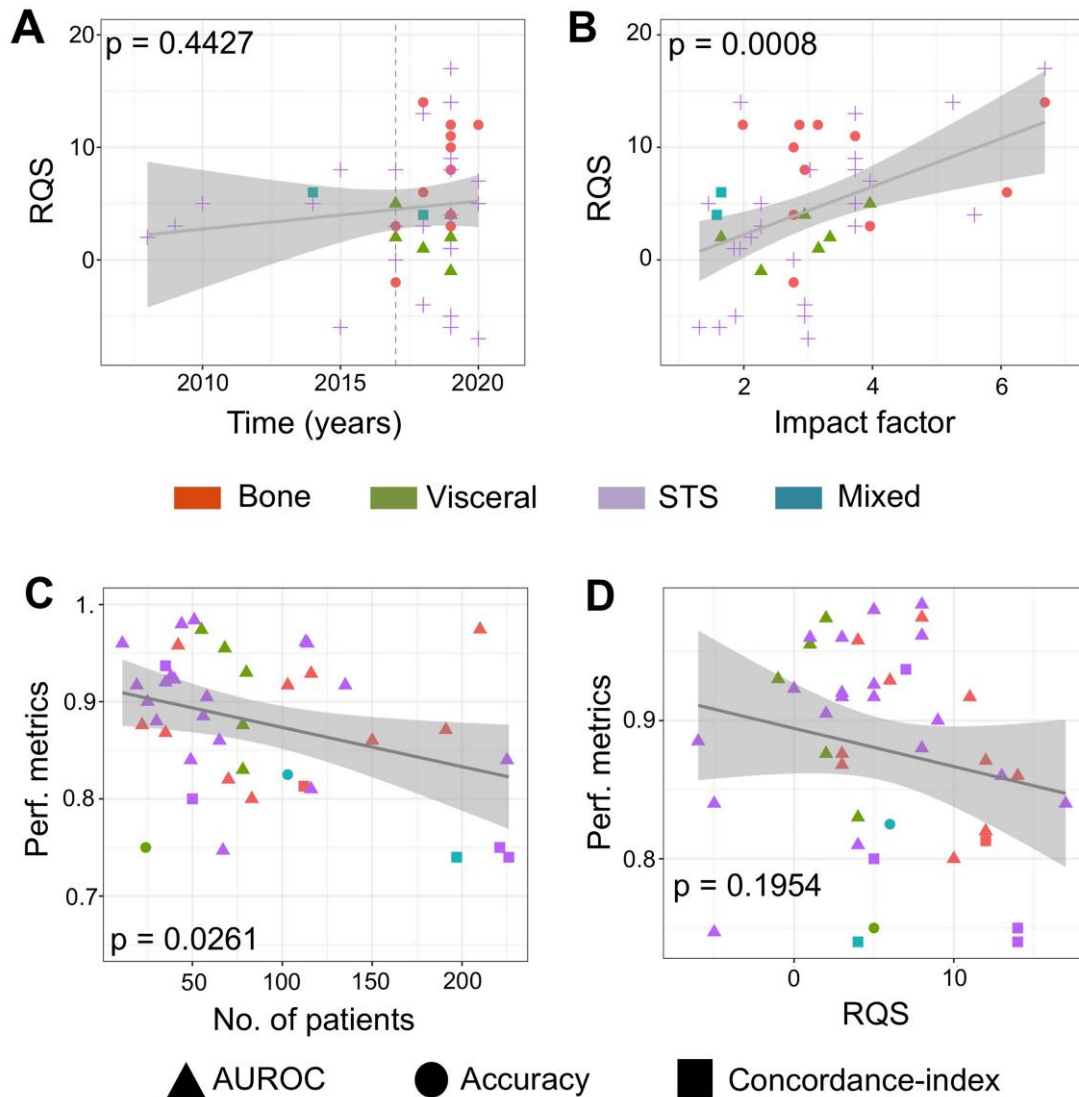 A
p = 0.4427
20
10
0
RQS
2010
2015
2020
Time (years)
B
p = 0.0008
20
10
0
RQS
2
4
6
Impact factor
Bone
Visceral
STS
Mixed
C
1.
0.9
0.8
0.7
Perf. metrics
p = 0.0261
50
100
150
200
No. of patients
D
0.9
0.8
Perf. metrics
p = 0.1954
0
10
RQS
AUROC
Accuracy
Concordance-index